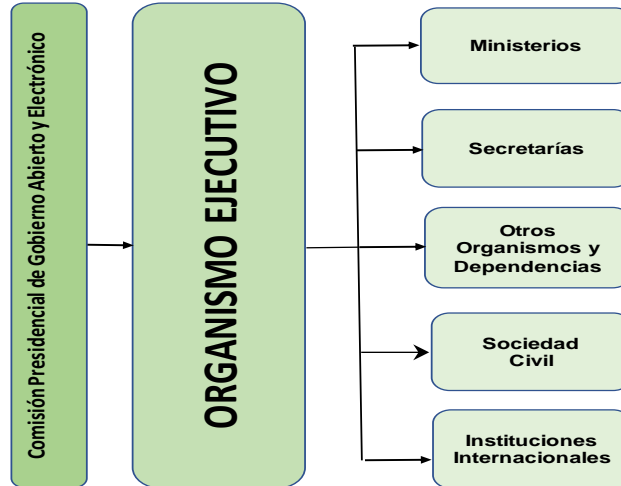 Comisión Presidencial de Gobierno Abierto y Electrónico
ORGANISMO EJECUTIVO
Ministerios
Secretarías
Otros
Organismos y
Dependencias
Sociedad
Civil
Instituciones
Internacionales